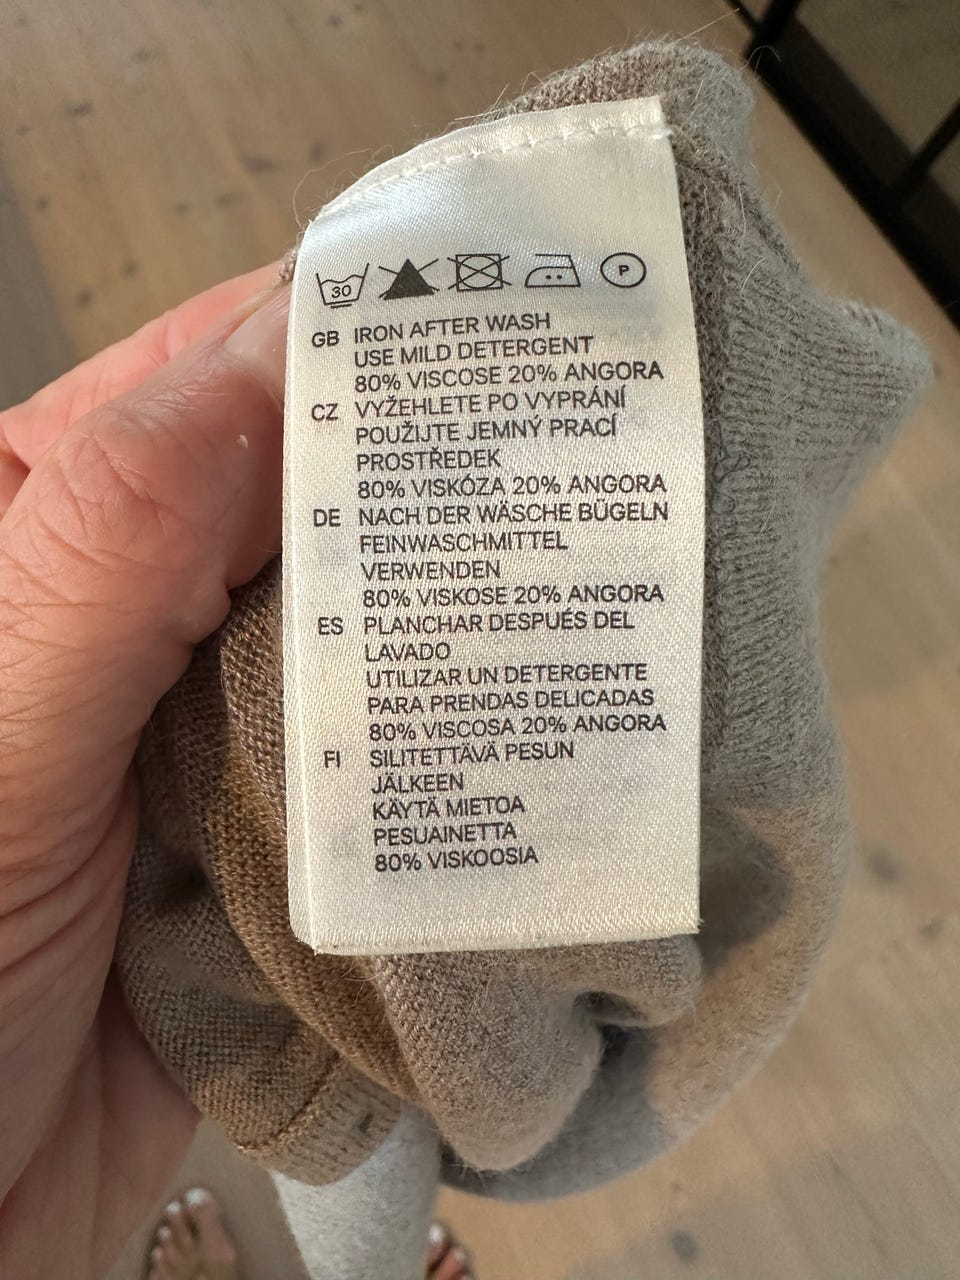 30 P
GB IRON AFTER WASH
USE MILD DETERGENT
80% VISCOSE 20% ANGORA
CZ VYŽEHLETE PO VYPRÁNÍ
POUŽIJTE JEMNÝ PRACÍ
PROSTŘEDEK
80% VISKÓZA 20% ANGORA
DE NACH DER WÄSCHE BÜGELN
FEINWASCHMITTEL
VERWENDEN
80% VISKOSE 20% ANGORA
ES PLANCHAR DESPUÉS DEL
LAVADO
UTILIZAR UN DETERGENTE
PARA PRENDAS DELICADAS
80% VISCOSA 20% ANGORA
FI SILITETTÄVÄ PESUN
JÄLKEEN
KÄYTÄ MIETOA
PESUAINETTA
80% VISKOOSIA